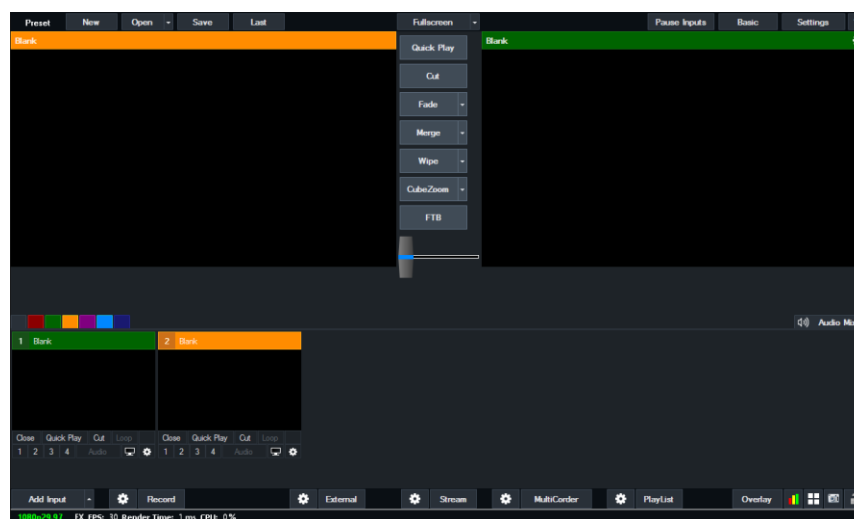 Preset New Open Save Last Fullscreen Pause Inputs Basic Settings
Blank Blank
Quick Play
Cut
Fade
Merge
Wipe
CubeZoom
FTB
Audio
1 Blank 2 Blank
Close Quick Play Cut Loop Close Quick Play Cut Loop
1 2 3 4 Audio 1 2 3 4 Audio
Add Input Record External Stream MultiCorder PlayList Overlay
1080p29.97 EX FPS: 30 Render Time: 1 ms CPU: 0 %